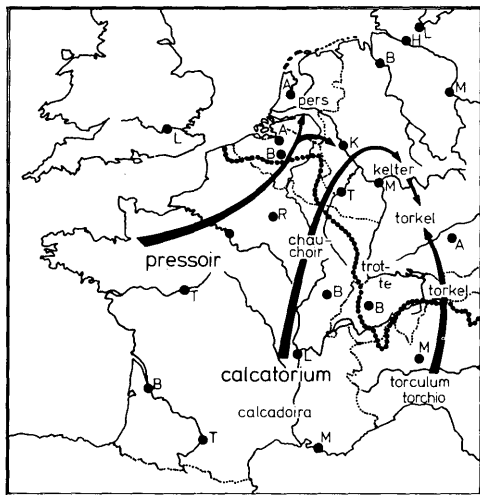 L
H
B
A
M
pers
A
B
K
L
kelter
M
T
torkel
R
chau-
choir
A
pressoir
trot-
te
torkel
T
B
B
M
calcatorium
torculum
torchio
B
calcadoira
T
M